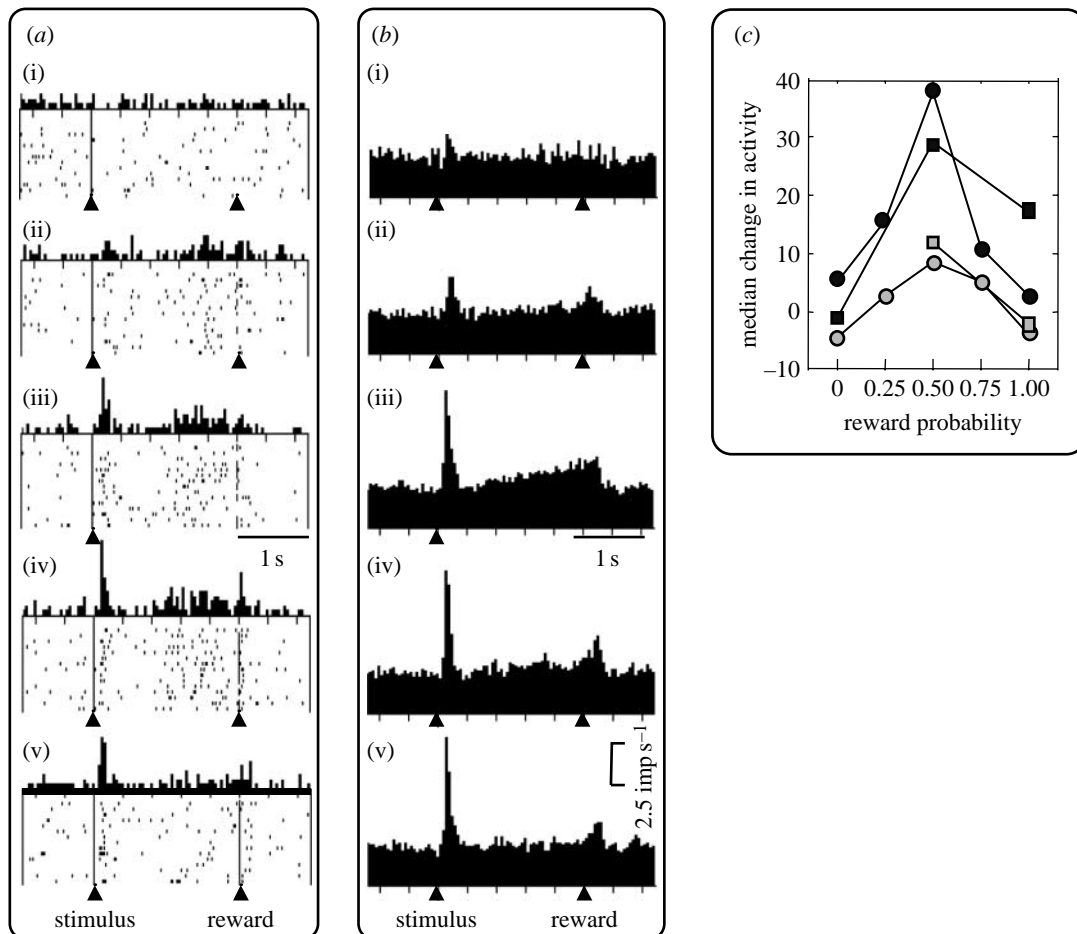 (a)
(i)
(ii)
(iii)
1 s
(iv)
(v)
stimulus reward
(b)
(i)
(ii)
(iii)
1 s
(iv)
(v)
2.5 imp s⁻¹
stimulus reward
(c)
40
30
20
10
0
–10
median change in activity
0 0.25 0.50 0.75 1.00
reward probability